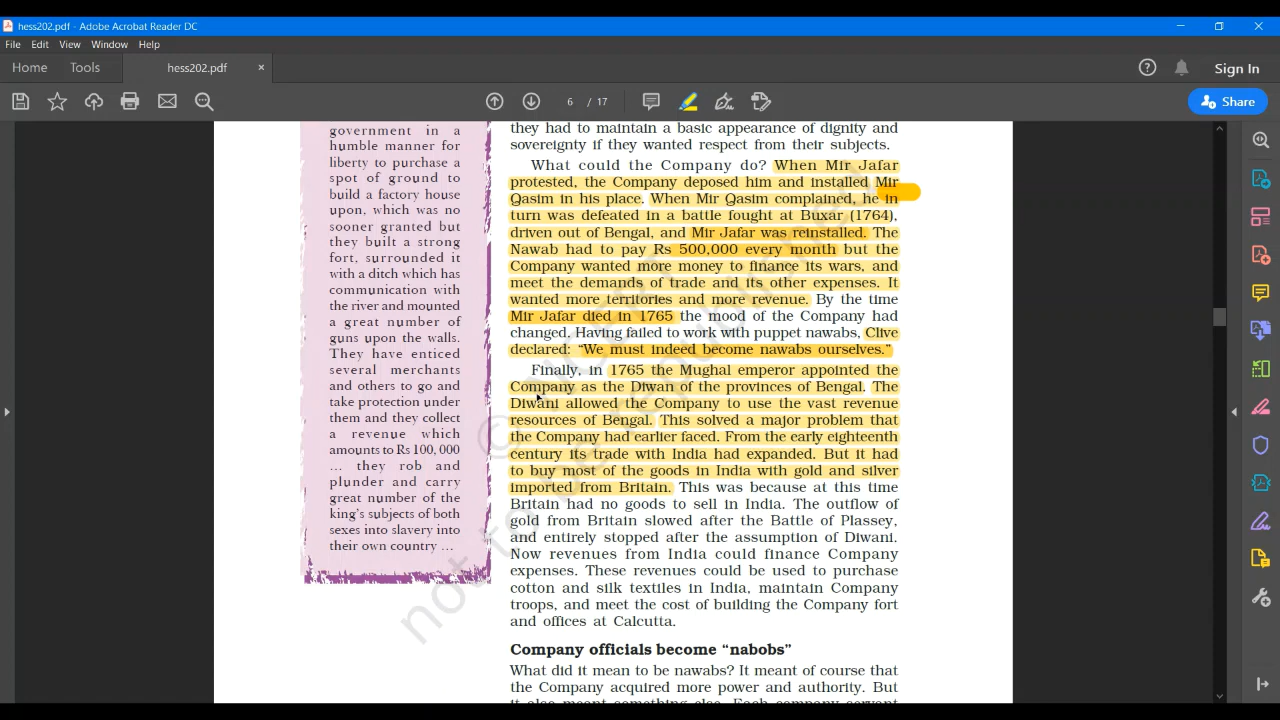 hess202.pdf - Adobe Acrobat Reader DC
File Edit View Window Help
Home Tools hess202.pdf × Sign In
6 / 17 Share
government in a
humble manner for
liberty to purchase a
spot of ground to
build a factory house
upon, which was no
sooner granted but
they built a strong
fort, surrounded it
with a ditch which has
communication with
the river and mounted
a great number of
guns upon the walls.
They have enticed
several merchants
and others to go and
take protection under
them and they collect
a revenue which
amounts to Rs 100, 000
... they rob and
plunder and carry
great number of the
king's subjects of both
sexes into slavery into
their own country ...
they had to maintain a basic appearance of dignity and
sovereignty if they wanted respect from their subjects.
What could the Company do? When Mir Jafar
protested, the Company deposed him and installed Mir
Qasim in his place. When Mir Qasim complained, he in
turn was defeated in a battle fought at Buxar (1764),
driven out of Bengal, and Mir Jafar was reinstalled. The
Nawab had to pay Rs 500,000 every month but the
Company wanted more money to finance its wars, and
meet the demands of trade and its other expenses. It
wanted more territories and more revenue. By the time
Mir Jafar died in 1765 the mood of the Company had
changed. Having failed to work with puppet nawabs, Clive
declared: “We must indeed become nawabs ourselves.”
Finally, in 1765 the Mughal emperor appointed the
Company as the Diwan of the provinces of Bengal. The
Diwani allowed the Company to use the vast revenue
resources of Bengal. This solved a major problem that
the Company had earlier faced. From the early eighteenth
century its trade with India had expanded. But it had
to buy most of the goods in India with gold and silver
imported from Britain. This was because at this time
Britain had no goods to sell in India. The outflow of
gold from Britain slowed after the Battle of Plassey,
and entirely stopped after the assumption of Diwani.
Now revenues from India could finance Company
expenses. These revenues could be used to purchase
cotton and silk textiles in India, maintain Company
troops, and meet the cost of building the Company fort
and offices at Calcutta.
Company officials become “nabobs”
What did it mean to be nawabs? It meant of course that
the Company acquired more power and authority. But
it also meant something else. Each company servant
© NCERT
not to be republished